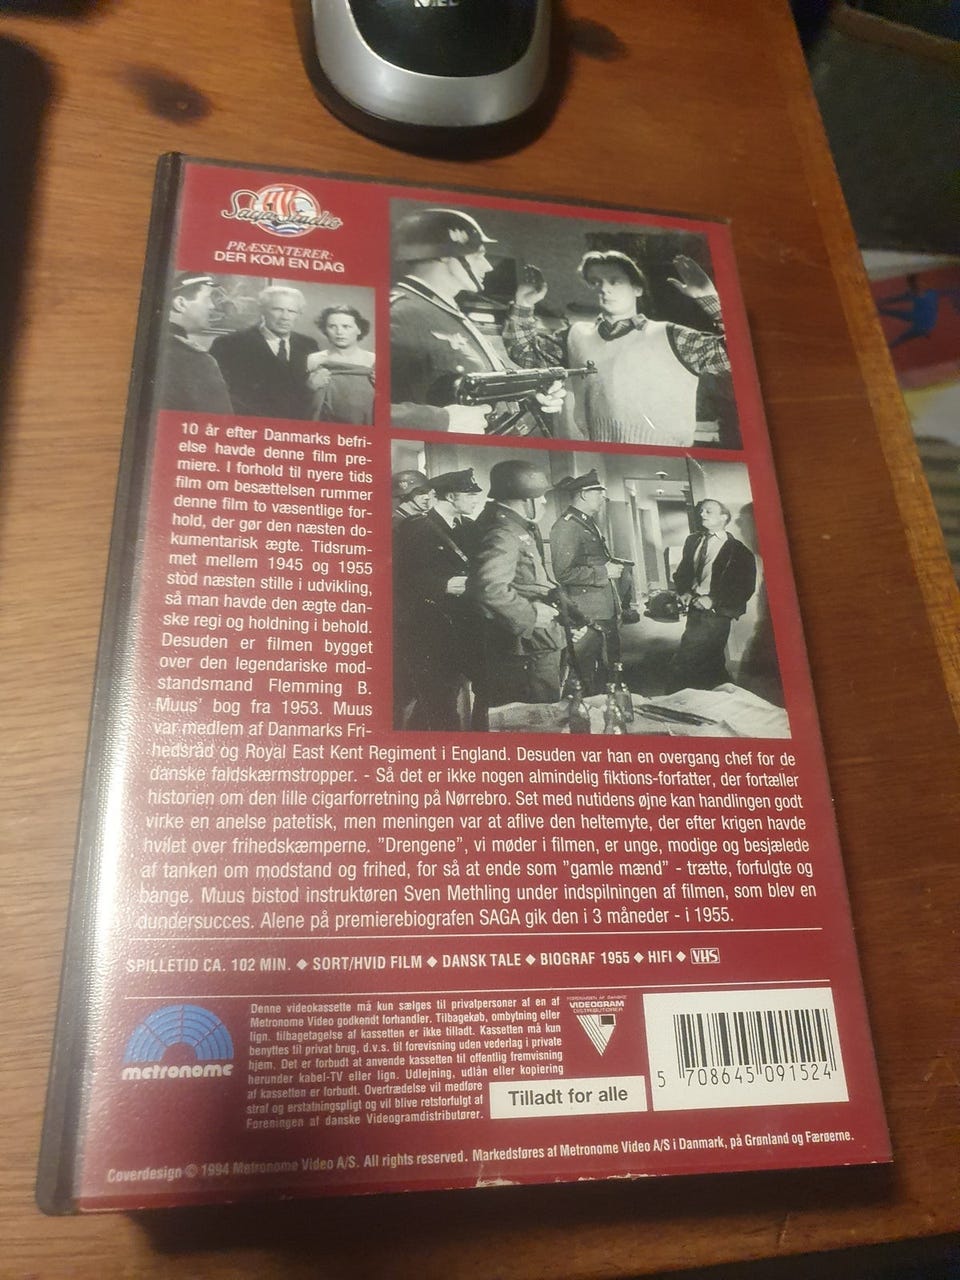 Saga Studio
PRÆSENTERER:
DER KOM EN DAG
10 år efter Danmarks befri-
else havde denne film pre-
miere. I forhold til nyere tids
film om besættelsen rummer
denne film to væsentlige for-
hold, der gør den næsten do-
kumentarisk ægte. Tidsrum-
met mellem 1945 og 1955
stod næsten stille i udvikling,
så man havde den ægte dan-
ske regi og holdning i behold.
Desuden er filmen bygget
over den legendariske mod-
standsmand Flemming B.
Muus' bog fra 1953. Muus
var medlem af Danmarks Fri-
hedsråd og Royal East Kent Regiment i England. Desuden var han en overgang chef for de
danske faldskærmstropper. - Så det er ikke nogen almindelig fiktions-forfatter, der fortæller
historien om den lille cigarforretning på Nørrebro. Set med nutidens øjne kan handlingen godt
virke en anelse patetisk, men meningen var at aflive den heltemyte, der efter krigen havde
hvilet over frihedskæmperne. ”Drengene”, vi møder i filmen, er unge, modige og besjælede
af tanken om modstand og frihed, for så at ende som ”gamle mænd” - trætte, forfulgte og
bange. Muus bistod instruktøren Sven Methling under indspilningen af filmen, som blev en
dundersucces. Alene på premierebiografen SAGA gik den i 3 måneder - i 1955.
SPILLETID CA. 102 MIN. ◆ SORT/HVID FILM ◆ DANSK TALE ◆ BIOGRAF 1955 ◆ HIFI ◆ VHS
metronome
Denne videokassette må kun sælges til privatpersoner af en af
Metronome Video godkendt forhandler. Tilbagekøb, ombytning eller
lign. tilbagetagelse af kassetten er ikke tilladt. Kassetten må kun
benyttes til privat brug, d.v.s. til forevisning uden vederlag i private
hjem. Det er forbudt at anvende kassetten til offentlig fremvisning
herunder kabel-TV eller lign. Udlejning, udlån eller kopiering
af kassetten er forbudt. Overtrædelse vil medføre
straf og erstatningspligt og vil blive retsforfulgt af
Foreningen af danske Videogramdistributører.
FORENINGEN AF DANSKE
VIDEOGRAM
DISTRIBUTØRER
Tilladt for alle
5 708645 091524
Coverdesign © 1994 Metronome Video A/S. All rights reserved. Markedsføres af Metronome Video A/S i Danmark, på Grønland og Færøerne.